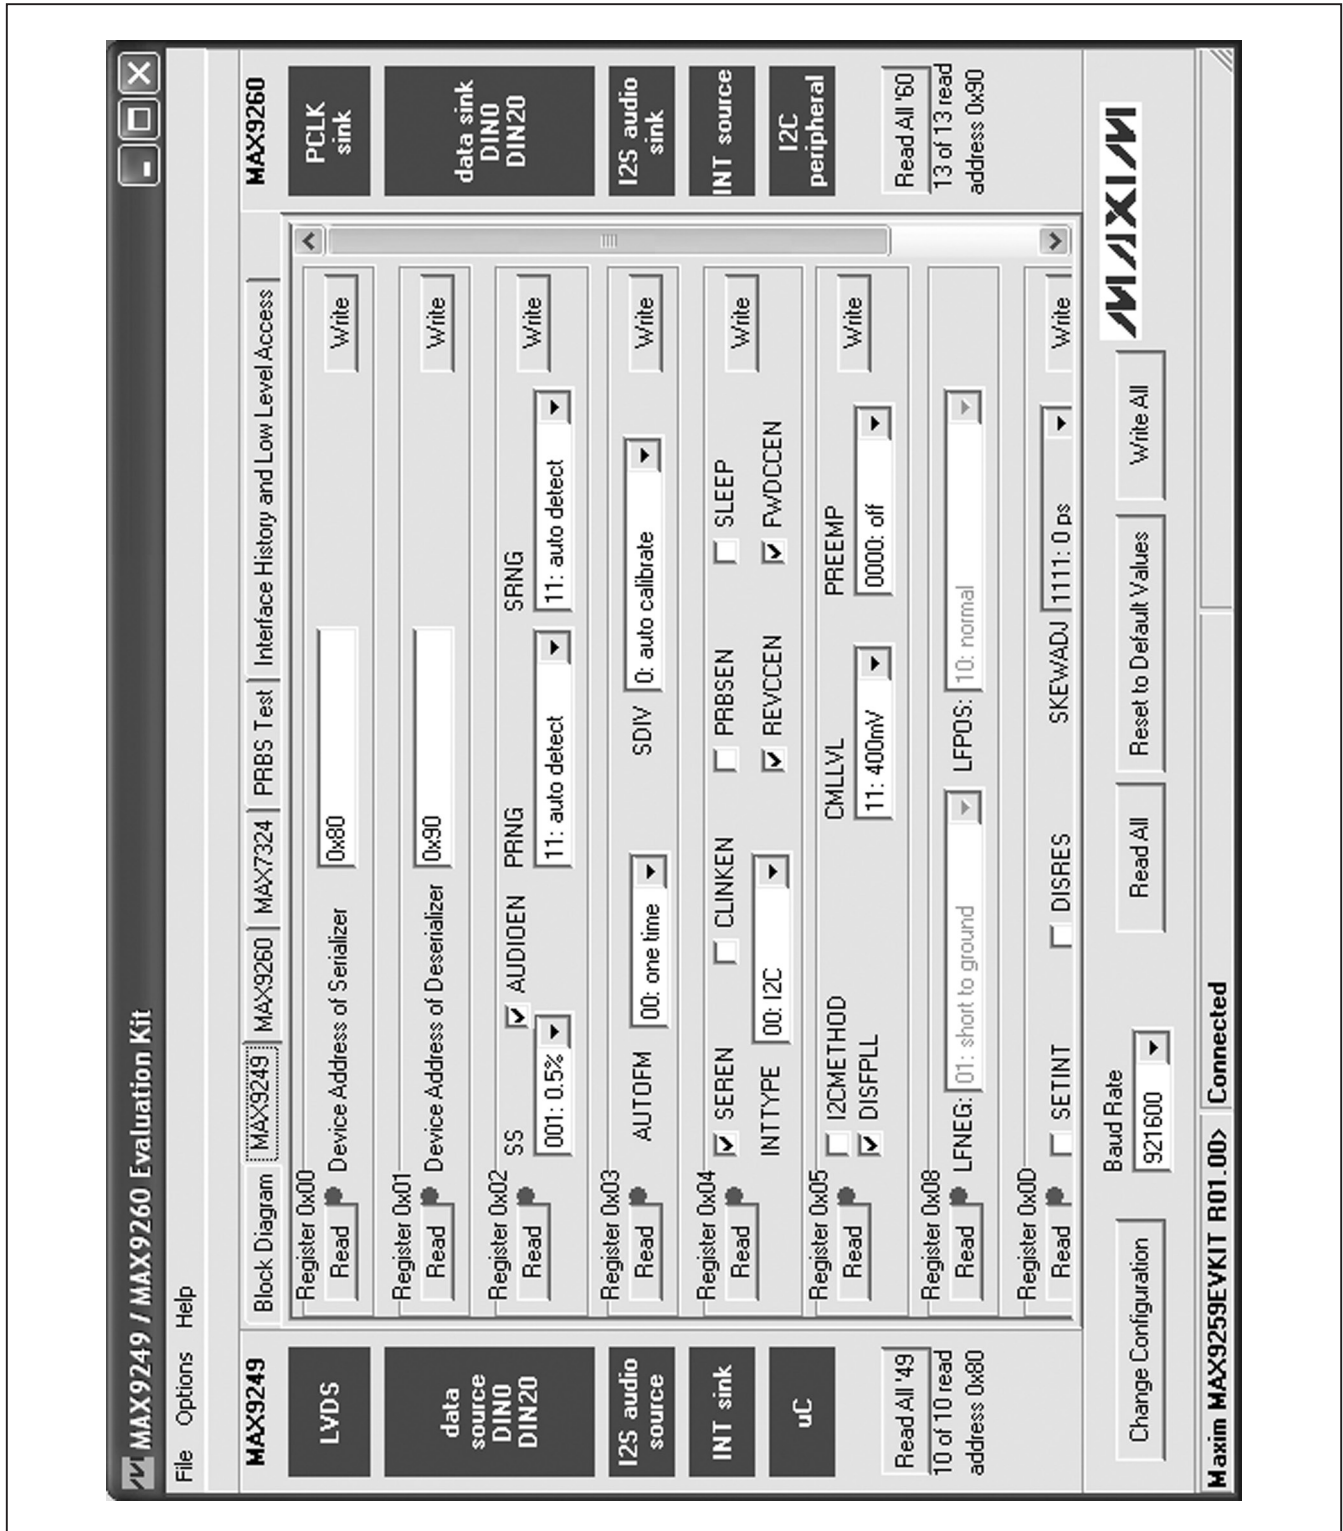 MAX9249 / MAX9260 Evaluation Kit
File Options Help
MAX9249
LVDS
data
source
DIN0
DIN20
I2S audio
source
INT sink
uC
Read All '49
10 of 10 read
address 0x80
Block Diagram MAX9249 MAX9260 MAX7324 PRBS Test Interface History and Low Level Access
Register 0x00
Read Device Address of Serializer 0x80 Write
Register 0x01
Read Device Address of Deserializer 0x90 Write
Register 0x02
SS AUDIOEN PRNG SRNG
Read 001: 0.5% 11: auto detect 11: auto detect Write
Register 0x03
Read AUTOFM 00: one time SDIV 0: auto calibrate Write
Register 0x04
SEREN CLINKEN PRBSEN SLEEP
Read INTTYPE 00: I2C REVCCEN FWDCCEN Write
Register 0x05
I2CMETHOD CMLLVL PREEMP
Read DISFPLL 11: 400mV 0000: off Write
Register 0x08
Read LFNEG: 01: short to ground LFPOS: 10: normal
Register 0x0D
Read SETINT DISRES SKEWADJ 1111: 0 ps Write
MAX9260
PCLK
sink
data sink
DIN0
DIN20
I2S audio
sink
INT source
I2C
peripheral
Read All '60
13 of 13 read
address 0x90
Change Configuration
Baud Rate
921600
Read All
Reset to Default Values
Write All
MAXIM
Maxim MAX9259EVKIT R01.00> Connected